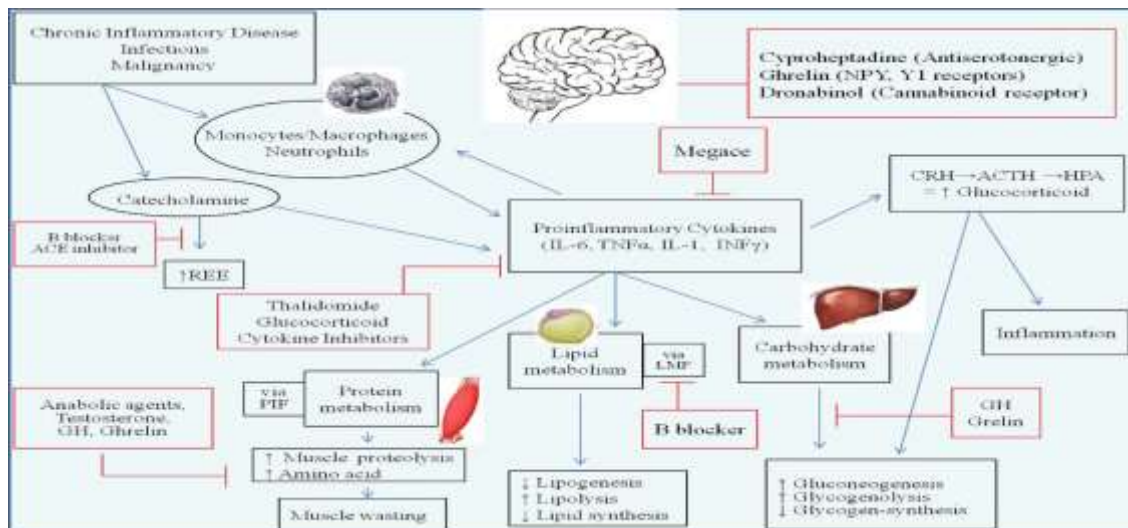 Chronic Inflammatory Disease
Infections
Malignancy
Cyproheptadine (Antiserotonergic)
Ghrelin (NPY, Y1 receptors)
Dronabinol (Cannabinoid receptor)
Monocytes/Macrophages
Neutrophils
Megace
CRH→ACTH →HPA
= ↑ Glucocorticoid
Catecholamine
Proinflammatory Cytokines
(IL-6, TNFα, IL-1, INFγ)
B blocker
ACE inhibitor
↑REE
Thalidomide
Glucocorticoid
Cytokine Inhibitors
Lipid
metabolism
via
LMF
Carbohydrate
metabolism
Inflammation
via
PIF
Protein
metabolism
Anabolic agents,
Testosterone,
GH, Ghrelin
B blocker
GH
Grelin
↑ Muscle proteolysis
↑ Amino acid
Muscle wasting
↓ Lipogenesis
↑ Lipolysis
↓ Lipid synthesis
↑ Gluconeogenesis
↑ Glycogenolysis
↓ Glycogen-synthesis